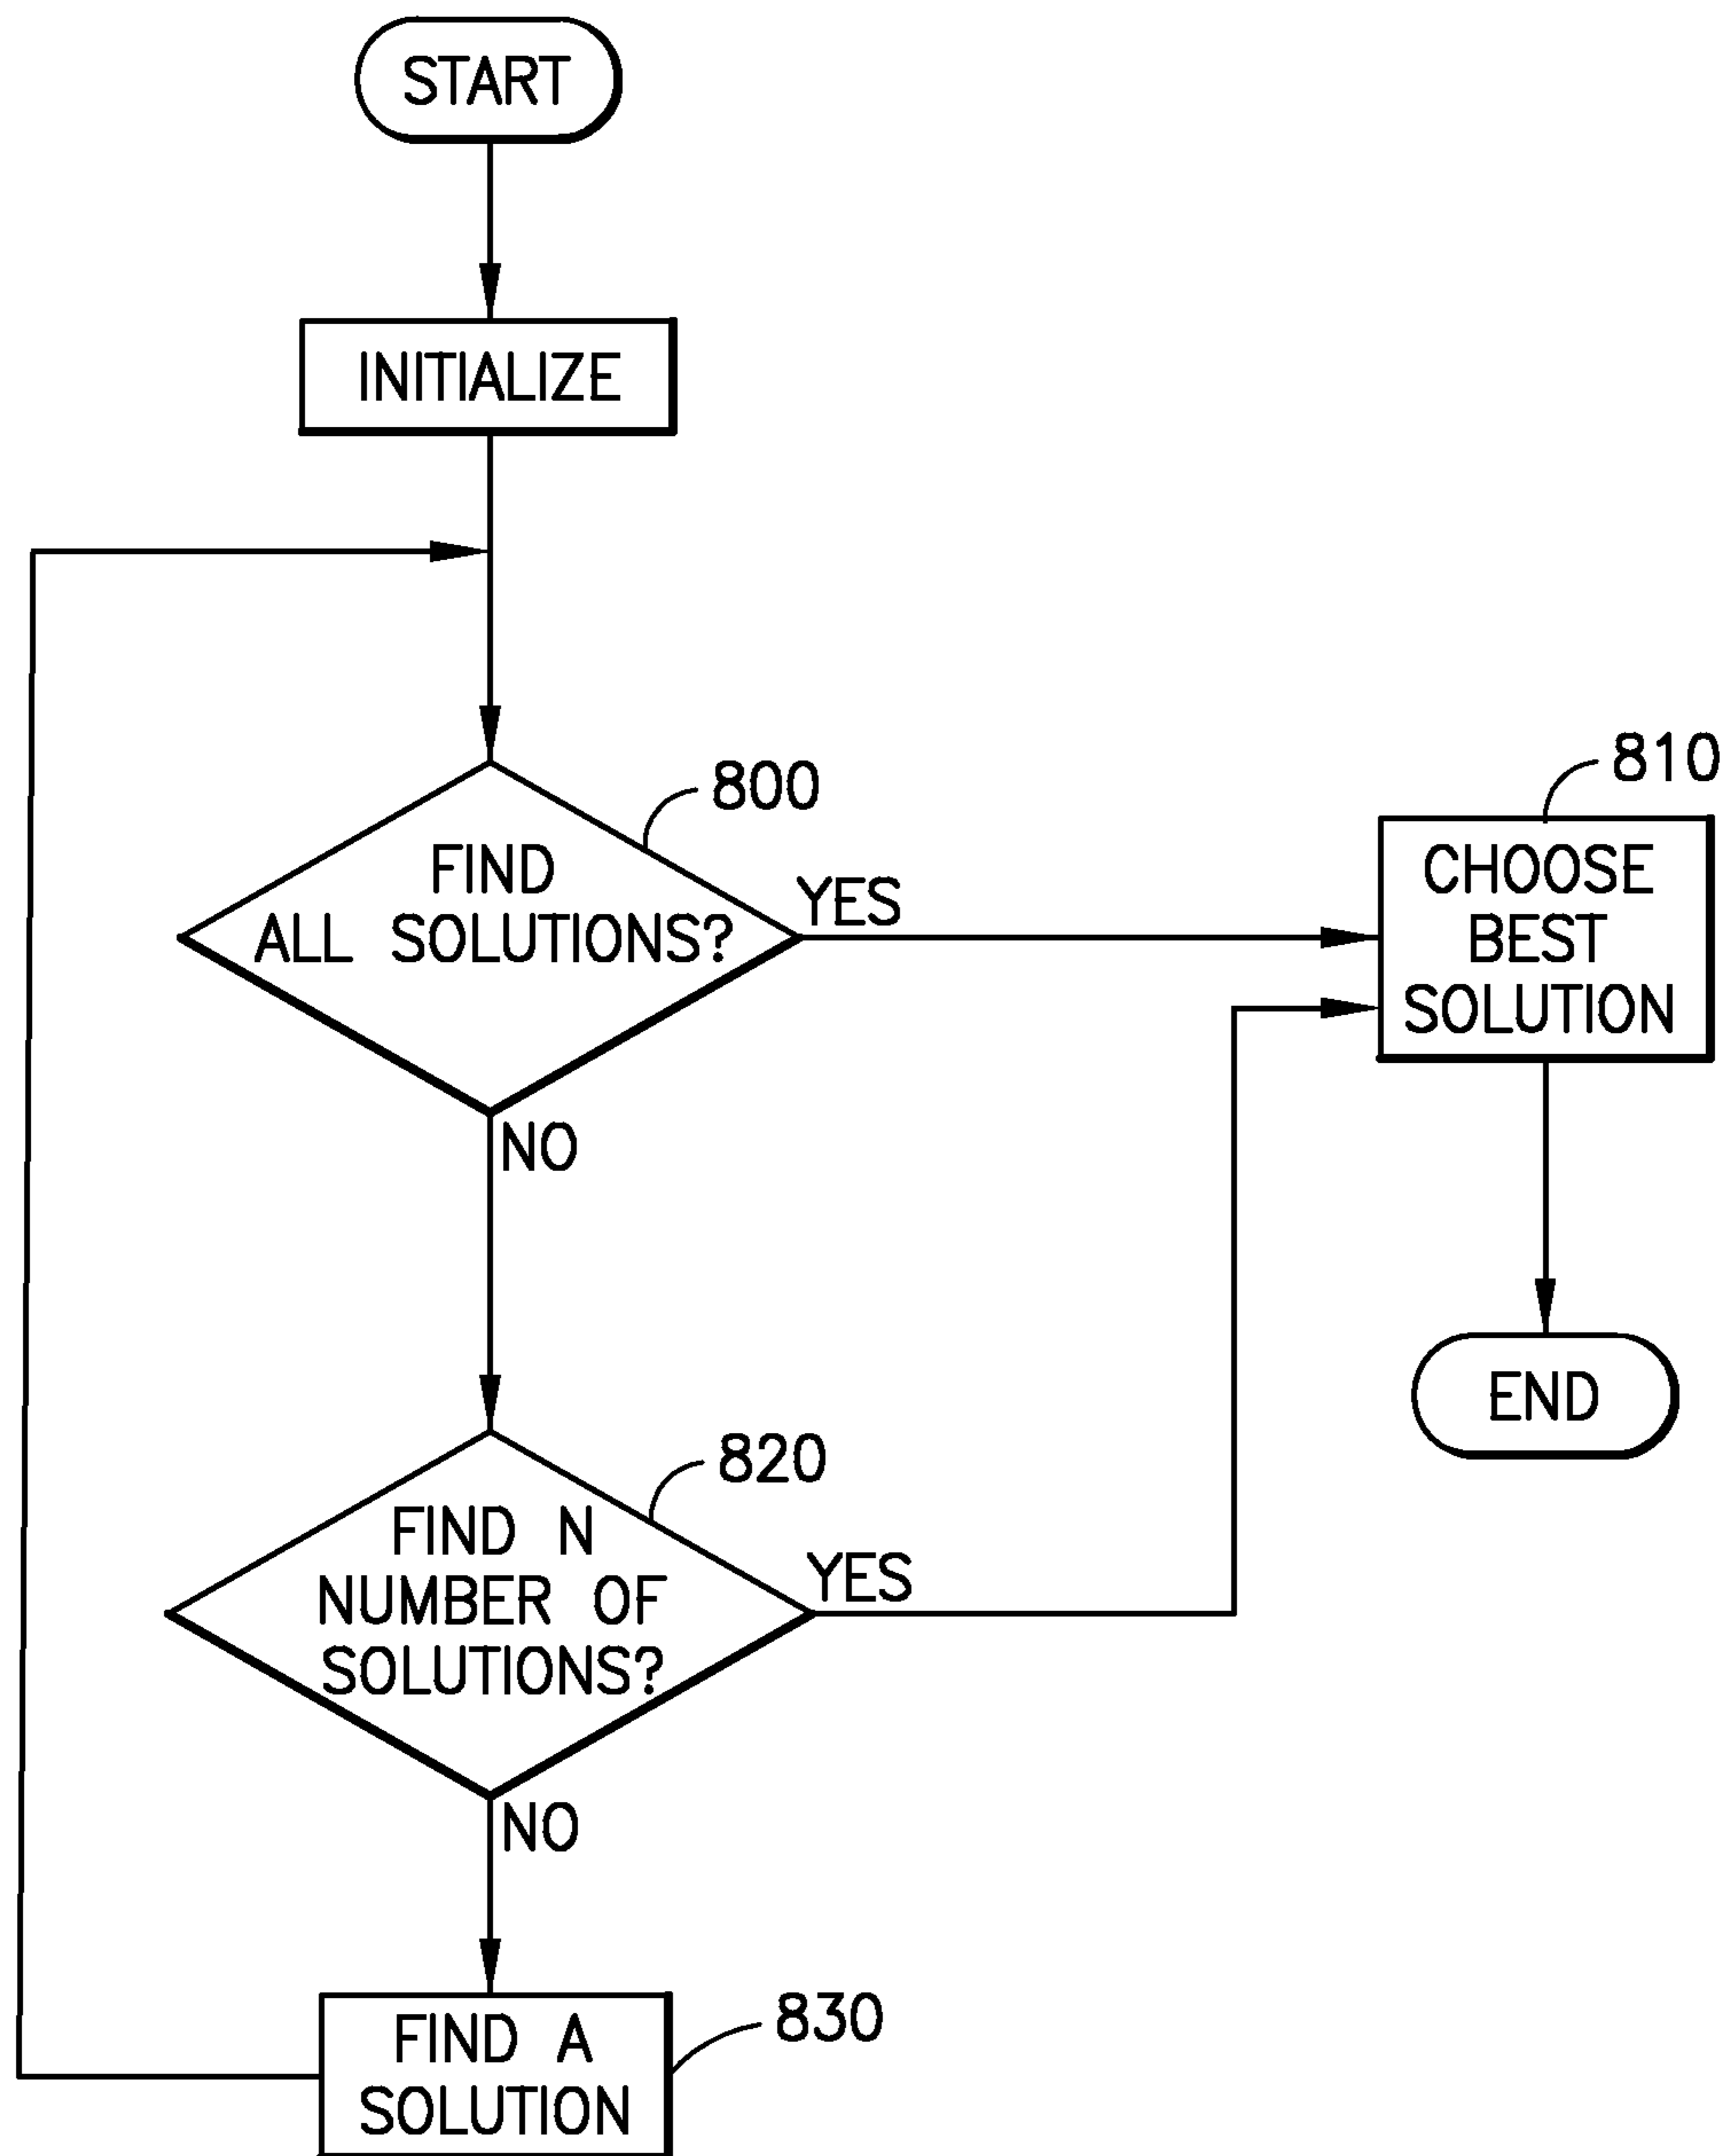 START
INITIALIZE
800
FIND
ALL SOLUTIONS?
YES
NO
810
CHOOSE
BEST
SOLUTION
END
820
FIND N
NUMBER OF
SOLUTIONS?
YES
NO
830
FIND A
SOLUTION